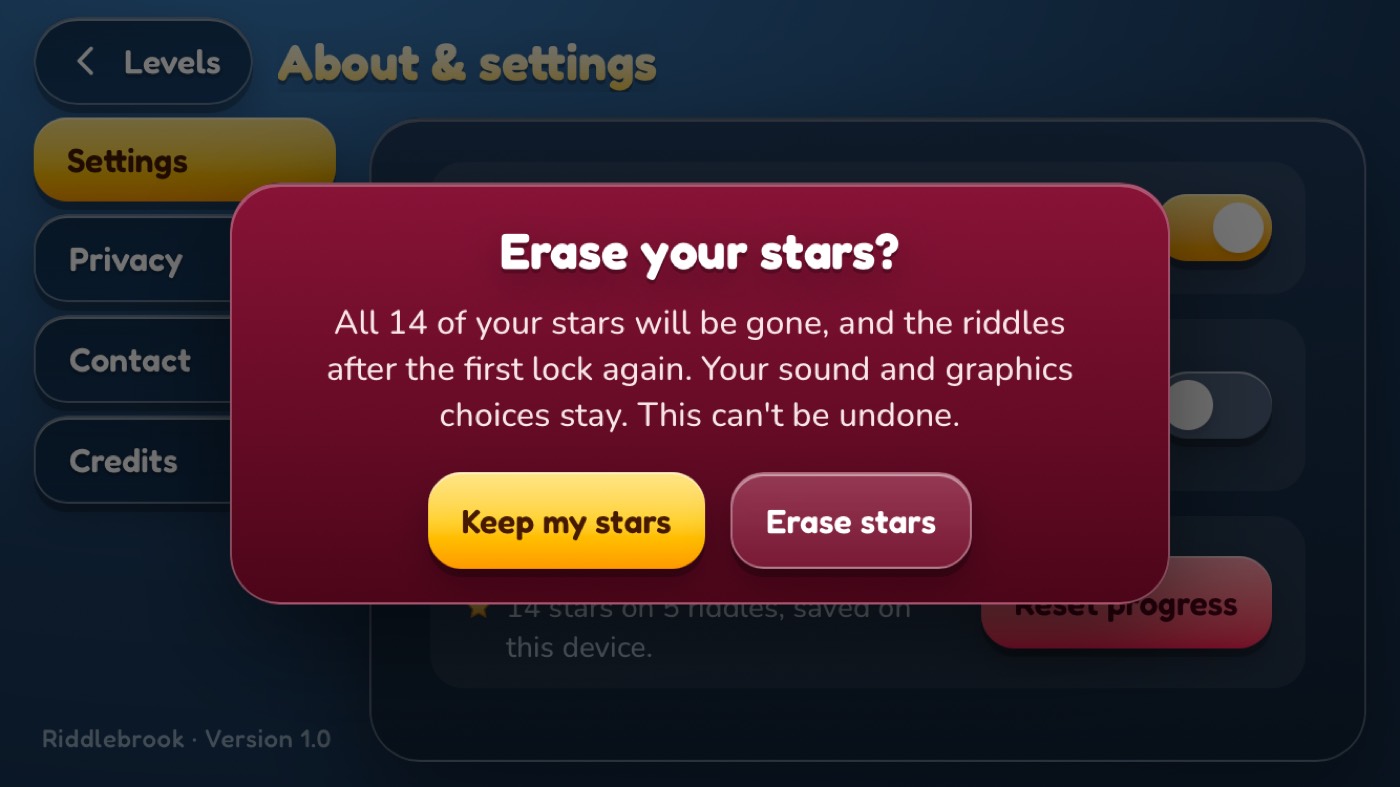 Levels
About & settings
Settings
Privacy
Contact
Credits
Erase your stars?
All 14 of your stars will be gone, and the riddles
after the first lock again. Your sound and graphics
choices stay. This can't be undone.
Keep my stars
Erase stars
14 stars on 5 riddles, saved on
this device.
Reset progress
Riddlebrook · Version 1.0